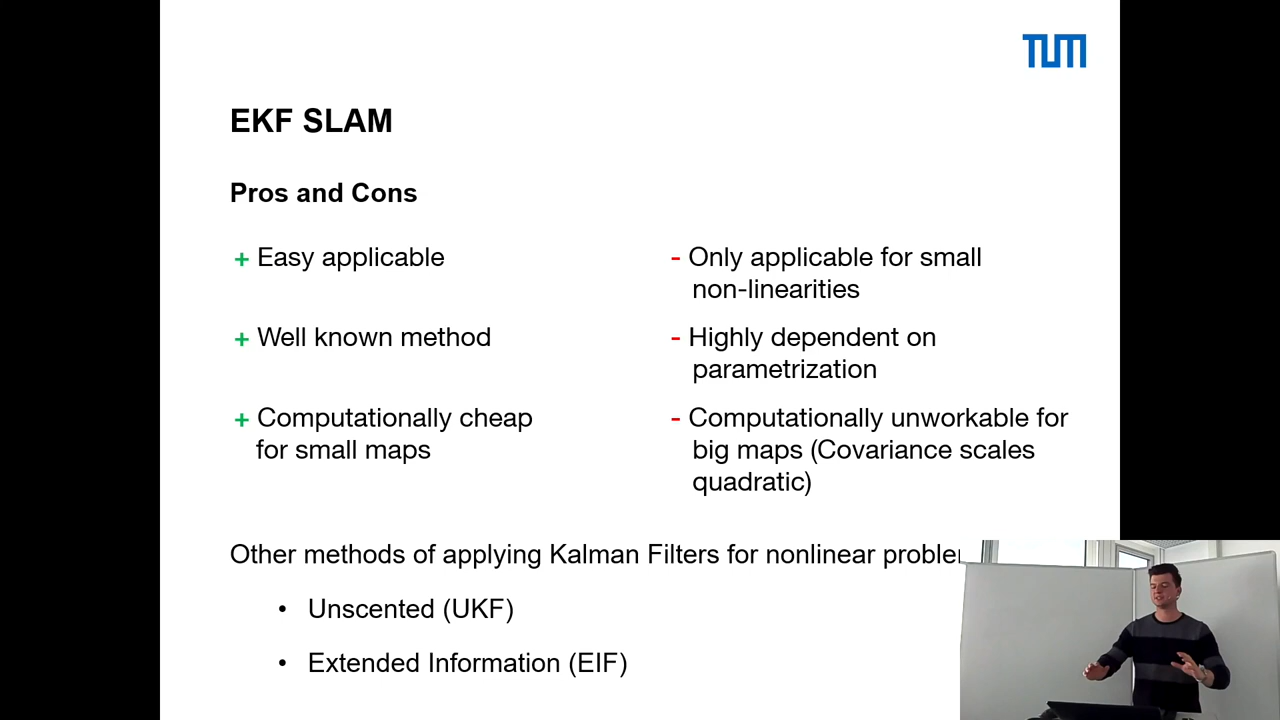 TUM
EKF SLAM
Pros and Cons
+ Easy applicable
- Only applicable for small
non-linearities
+ Well known method
- Highly dependent on
parametrization
+ Computationally cheap
for small maps
- Computationally unworkable for
big maps (Covariance scales
quadratic)
Other methods of applying Kalman Filters for nonlinear
• Unscented (UKF)
• Extended Information (EIF)